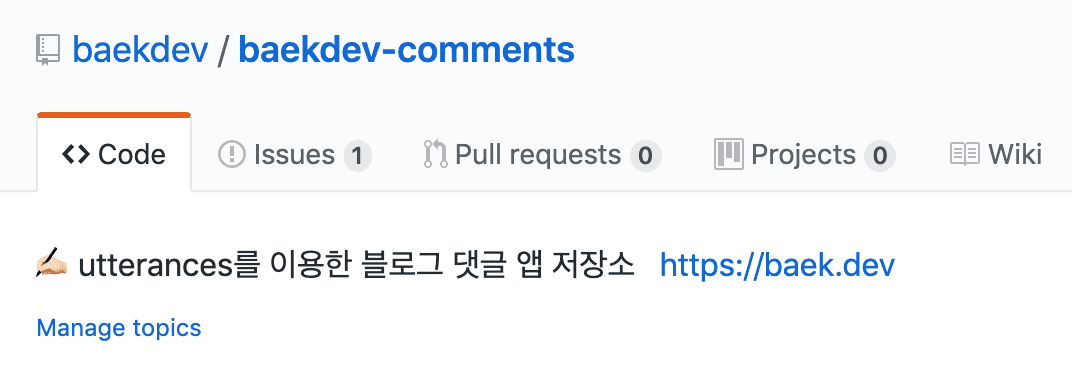 baekdev / baekdev-comments
Code Issues 1 Pull requests 0 Projects 0 Wiki
✍🏻 utterances를 이용한 블로그 댓글 앱 저장소 https://baek.dev
Manage topics